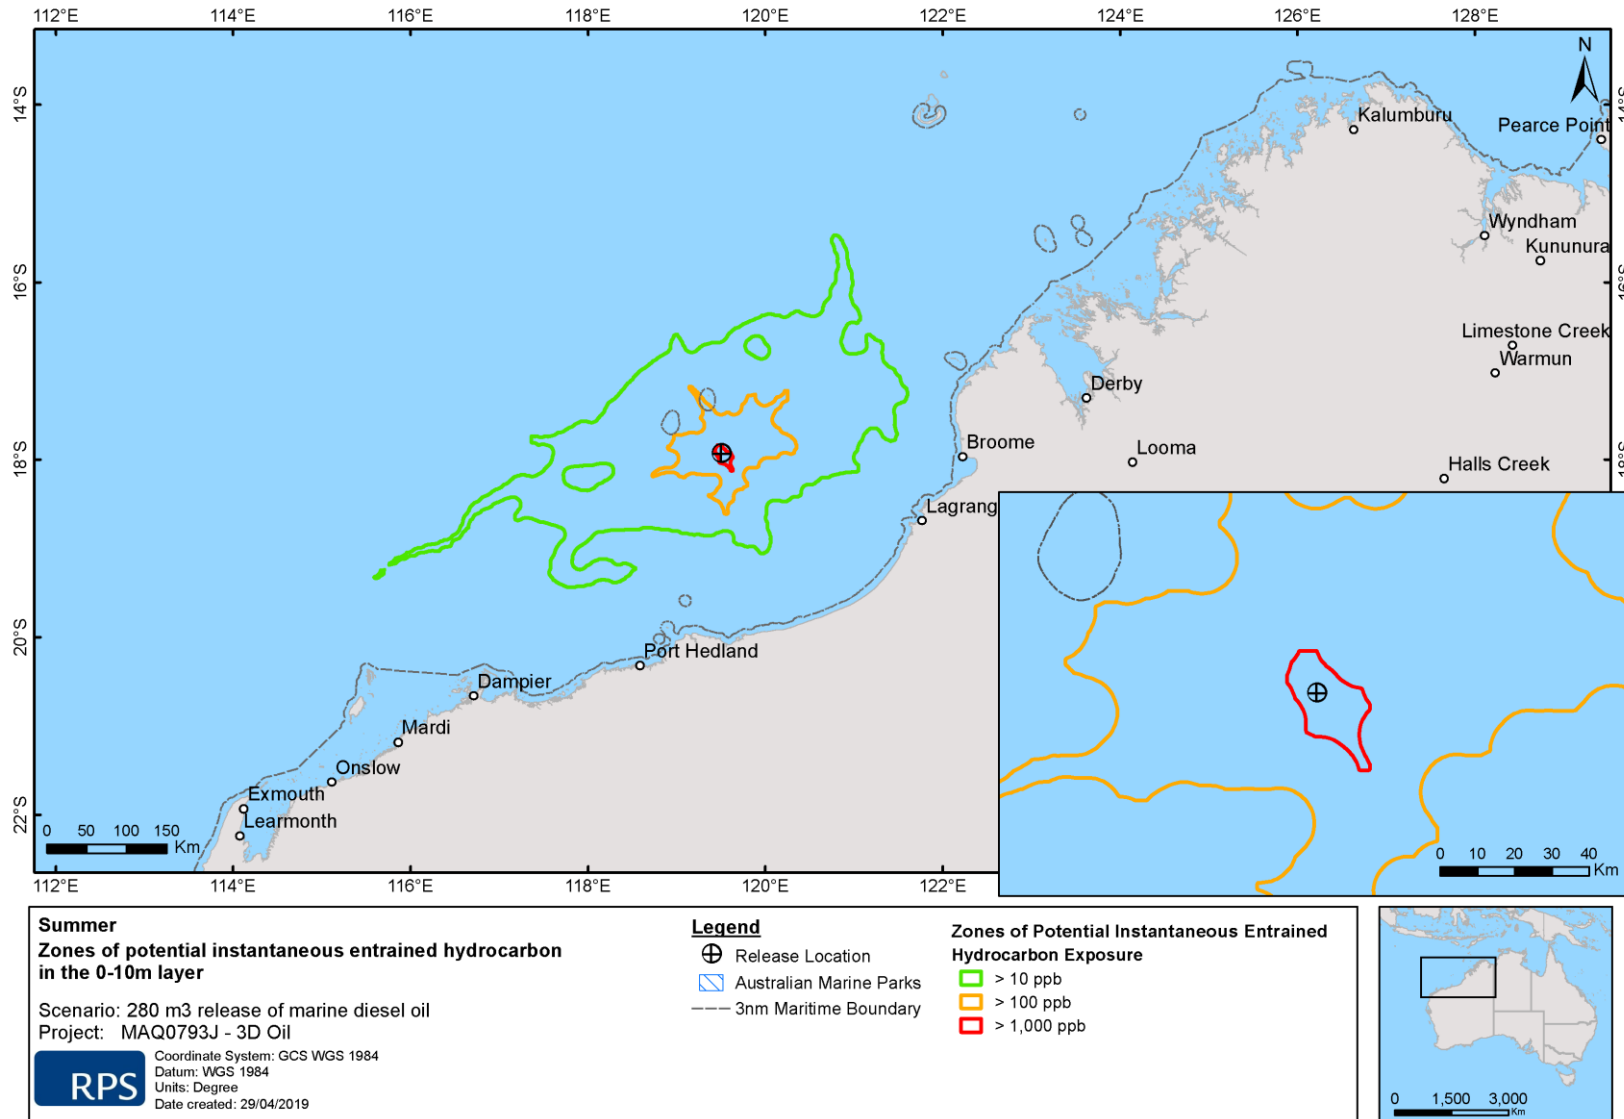 112°E 114°E 116°E 118°E 120°E 122°E 124°E 126°E 128°E
N
14°S 14°S
Kalumburu
Pearce Point
Wyndham
Kununura
16°S 16°S
Limestone Creek
Warmun
Derby
Broome
Looma
Halls Creek
18°S 18°S
Lagrang
20°S
Port Hedland
Dampier
Mardi
Onslow
Exmouth
Learmonth
22°S
0 50 100 150
Km
0 10 20 30 40
Km
112°E 114°E 116°E 118°E 120°E 122°E
Summer
Zones of potential instantaneous entrained hydrocarbon
in the 0-10m layer
Scenario: 280 m3 release of marine diesel oil
Project: MAQ0793J - 3D Oil
RPS
Coordinate System: GCS WGS 1984
Datum: WGS 1984
Units: Degree
Date created: 29/04/2019
Legend
Release Location
Australian Marine Parks
3nm Maritime Boundary
Zones of Potential Instantaneous Entrained
Hydrocarbon Exposure
> 10 ppb
> 100 ppb
> 1,000 ppb
0 1,500 3,000
Km